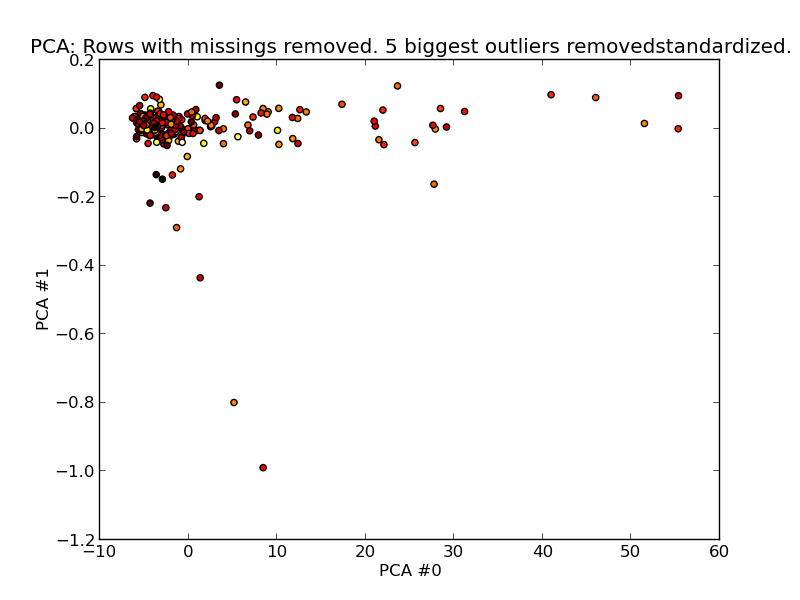 PCA: Rows with missings removed. 5 biggest outliers removedstandardized.
0.2
0.0
−0.2
−0.4
−0.6
−0.8
−1.0
−1.2
PCA #1
−10 0 10 20 30 40 50 60
PCA #0